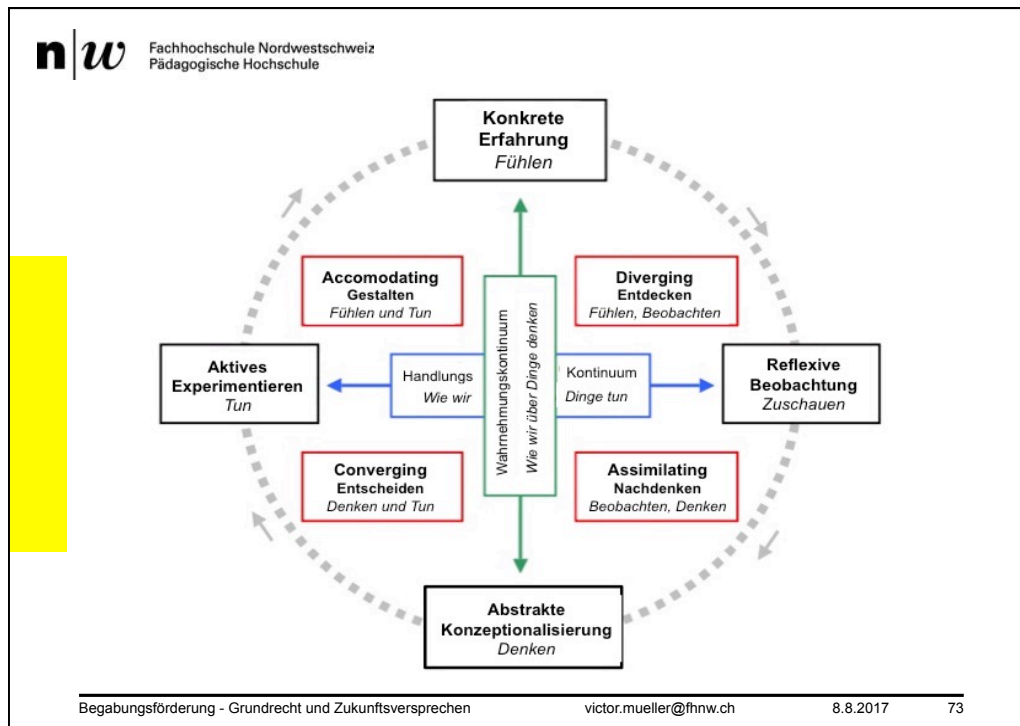 n|w Fachhochschule Nordwestschweiz
Pädagogische Hochschule
Konkrete
Erfahrung
Fühlen
Accomodating
Gestalten
Fühlen und Tun
Diverging
Entdecken
Fühlen, Beobachten
Aktives
Experimentieren
Tun
Handlungs
Wie wir
Wahrnehmungskontinuum
Wie wir über Dinge denken
Kontinuum
Dinge tun
Reflexive
Beobachtung
Zuschauen
Converging
Entscheiden
Denken und Tun
Assimilating
Nachdenken
Beobachten, Denken
Abstrakte
Konzeptionalisierung
Denken
Begabungsförderung - Grundrecht und Zukunftsversprechen victor.mueller@fhnw.ch 8.8.2017 73